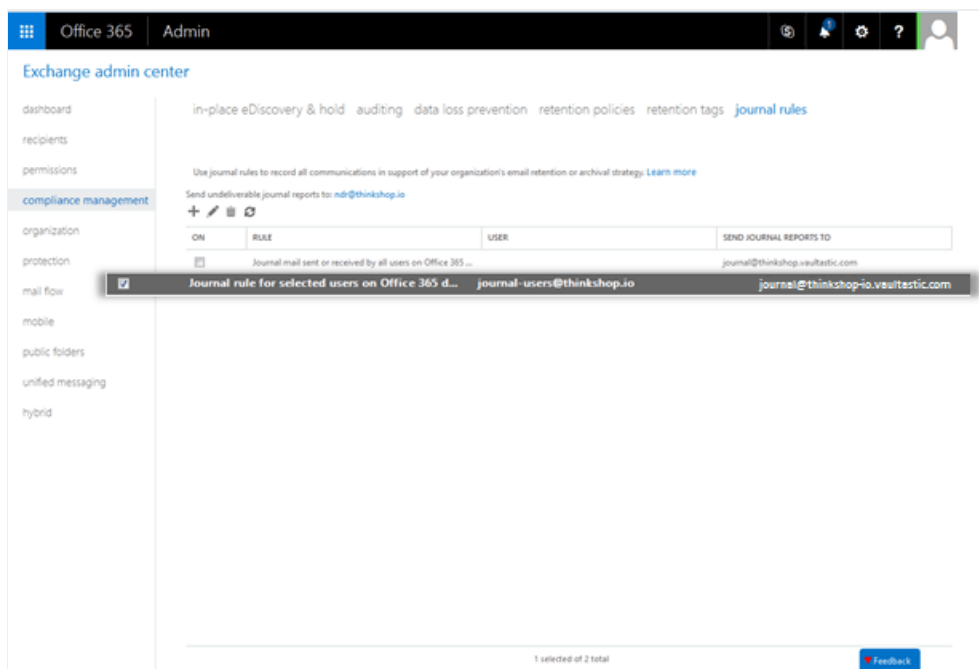 Office 365 Admin 1 ?
Exchange admin center
dashboard
recipients
permissions
compliance management
organization
protection
mail flow
mobile
public folders
unified messaging
hybrid
in-place eDiscovery & hold auditing data loss prevention retention policies retention tags journal rules
Use journal rules to record all communications in support of your organization's email retention or archival strategy. Learn more
Send undeliverable journal reports to: ndr@thinkshop.io
ON RULE USER SEND JOURNAL REPORTS TO
Journal mail sent or received by all users on Office 365 ... journal@thinkshop.vaultastic.com
Journal rule for selected users on Office 365 d... journal-users@thinkshop.io journal@thinkshop-io.vaultastic.com
1 selected of 2 total
Feedback